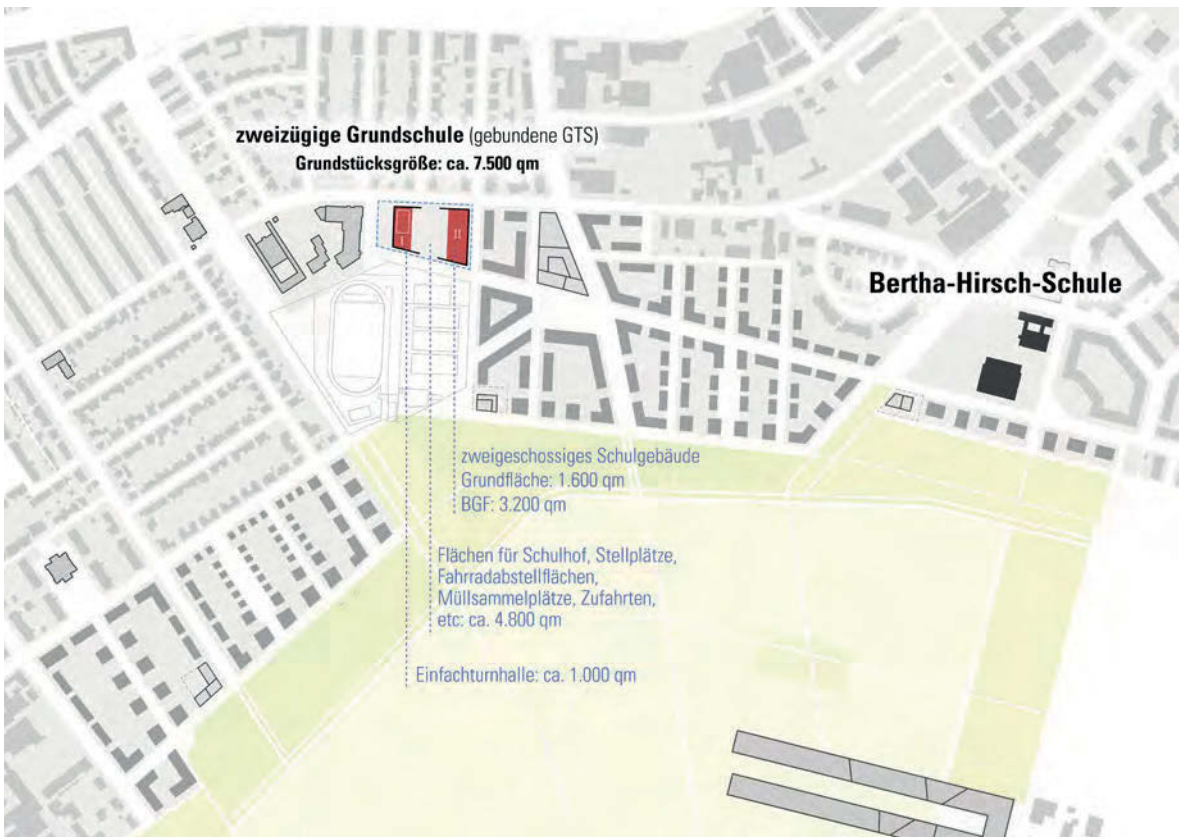 zweizügige Grundschule (gebundene GTS)
Grundstücksgröße: ca. 7.500 qm
I
II
Bertha-Hirsch-Schule
zweigeschossiges Schulgebäude
Grundfläche: 1.600 qm
BGF: 3.200 qm
Flächen für Schulhof, Stellplätze,
Fahrradabstellflächen,
Müllsammelplätze, Zufahrten,
etc: ca. 4.800 qm
Einfachturnhalle: ca. 1.000 qm